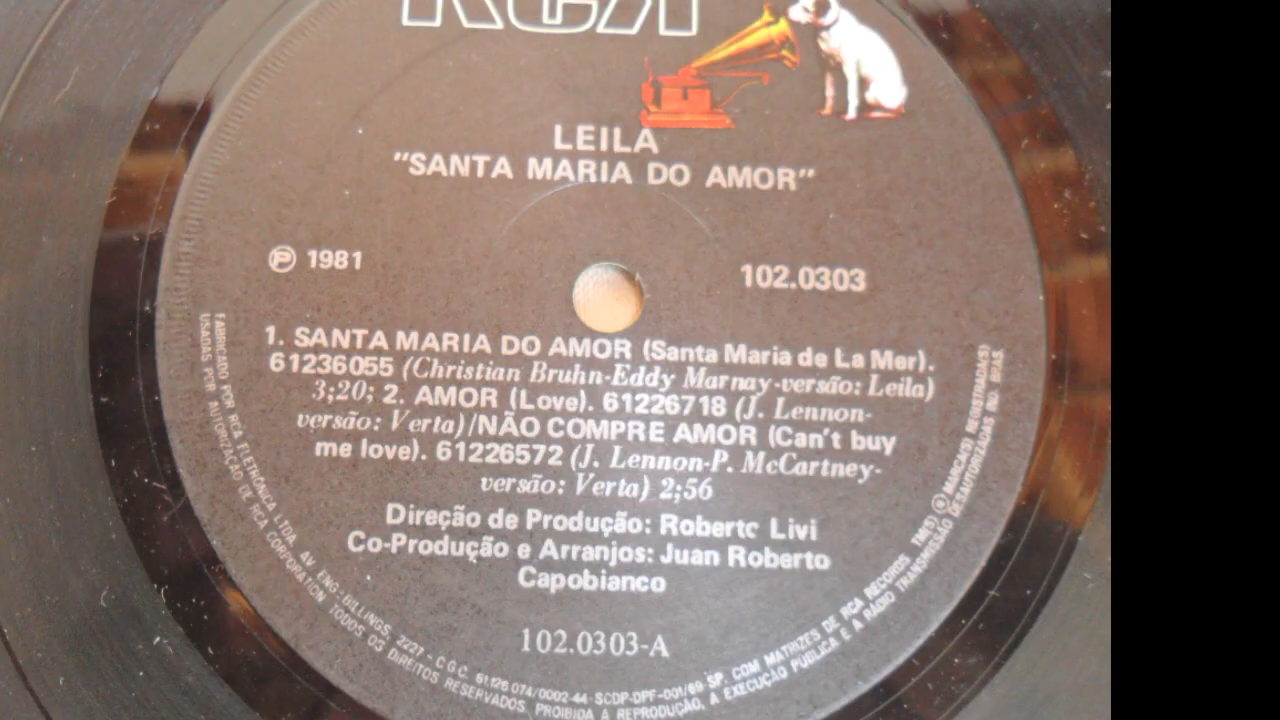 RCA
LEILA
"SANTA MARIA DO AMOR"
℗ 1981
102.0303
1. SANTA MARIA DO AMOR (Santa Maria de La Mer).
61236055 (Christian Bruhn-Eddy Marnay-versão: Leila)
3;20; 2. AMOR (Love). 61226718 (J. Lennon-
versão: Verta)/NÃO COMPRE AMOR (Can't buy
me love). 61226572 (J. Lennon-P. McCartney-
versão: Verta) 2;56
Direção de Produção: Robertc Livi
Co-Produção e Arranjos: Juan Roberto
Capobianco
102.0303-A
FABRICADO POR RCA ELETRÔNICA LTDA. AV. ENG: BILLINGS, 2227 - C.G.C. 61.126.074/0002-44 - SCDP-DPF-001/69-SP. COM MATRIZES DE RCA RECORDS TM(S) ® MARCA(S) REGISTRADA(S)
USADAS POR AUTORIZAÇÃO DE RCA CORPORATION TODOS OS DIREITOS RESERVADOS. PROIBIDA A REPRODUÇÃO, A EXECUÇÃO PÚBLICA E A RÁDIO TRANSMISSÃO DESAUTORIZADAS NO BRAS.